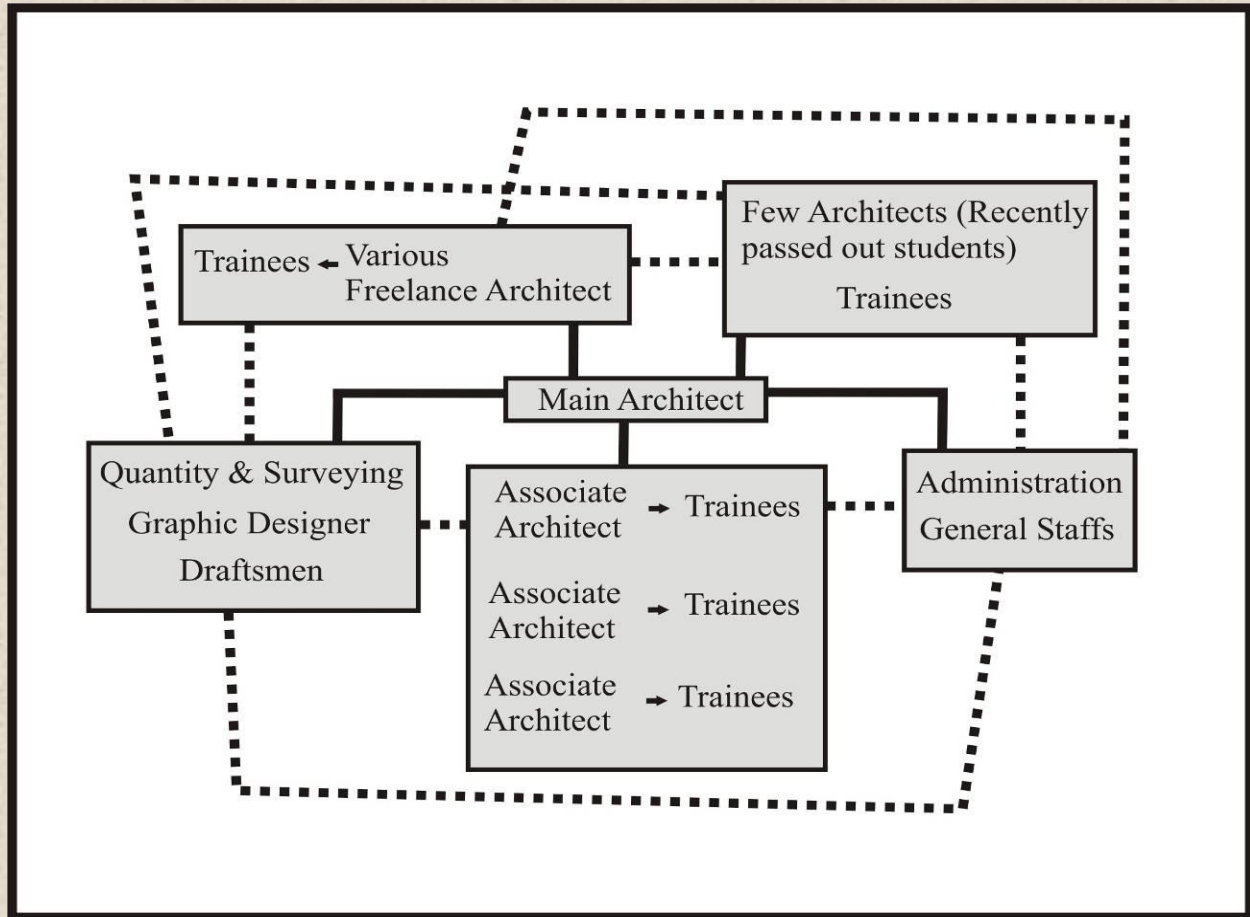 Few Architects (Recently
passed out students)
Trainees
Trainees Various
Freelance Architect
Main Architect
Quantity & Surveying
Graphic Designer
Draftsmen
Associate
Architect Trainees
Associate
Architect Trainees
Associate
Architect Trainees
Administration
General Staffs